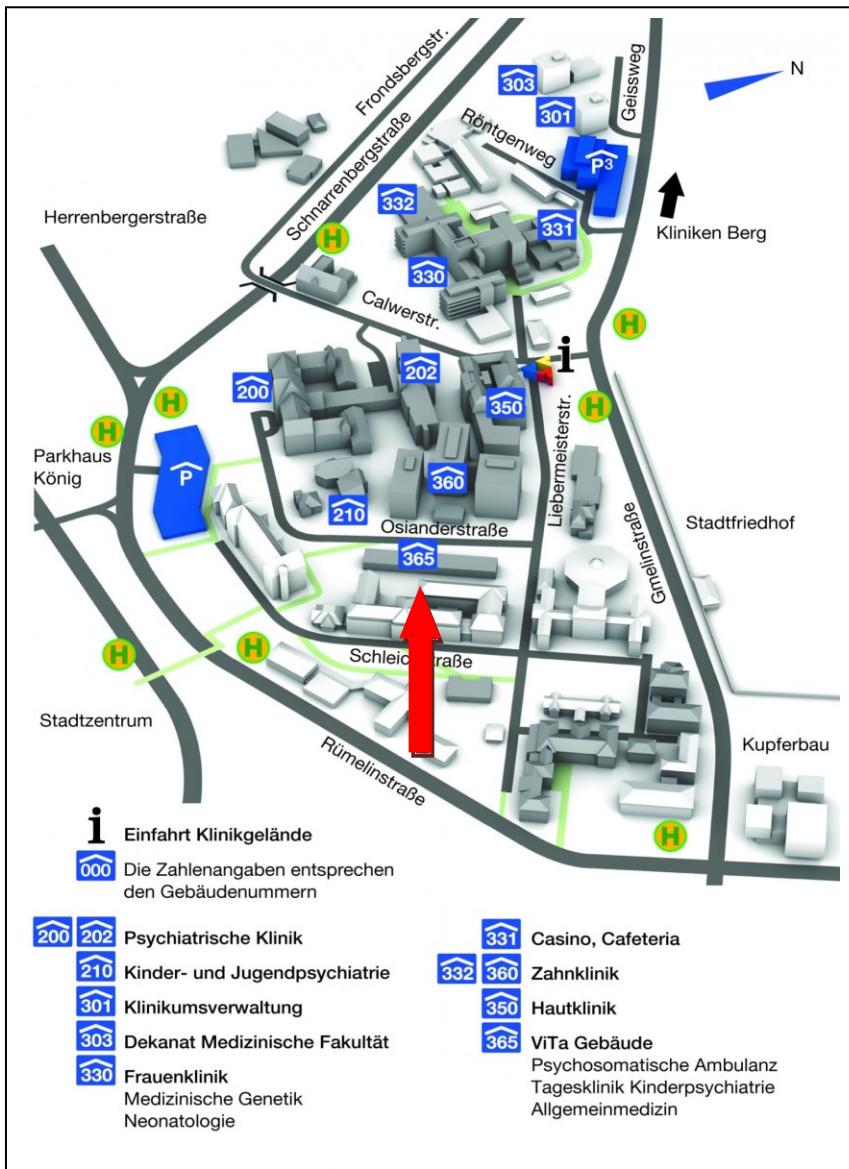 303
301
Geissweg
N
Frondsbergstr.
Röntgenweg
P3
Schnarrenbergstraße
332
331
Kliniken Berg
Herrenbergerstraße
H
330
Calwerstr.
H
i
200
202
350
H
H
H
Liebermeisterstr.
Parkhaus
König
P
360
210
Osianderstraße
Stadtfriedhof
Gmelinstraße
365
H
H
Stadtzentrum
Rümelinstraße
Kupferbau
H
i Einfahrt Klinikgelände
000 Die Zahlenangaben entsprechen
den Gebäudenummern
200 202 Psychiatrische Klinik
210 Kinder- und Jugendpsychiatrie
301 Klinikumsverwaltung
303 Dekanat Medizinische Fakultät
330 Frauenklinik
Medizinische Genetik
Neonatologie
331 Casino, Cafeteria
332 360 Zahnklinik
350 Hautklinik
365 ViTa Gebäude
Psychosomatische Ambulanz
Tagesklinik Kinderpsychiatrie
Allgemeinmedizin